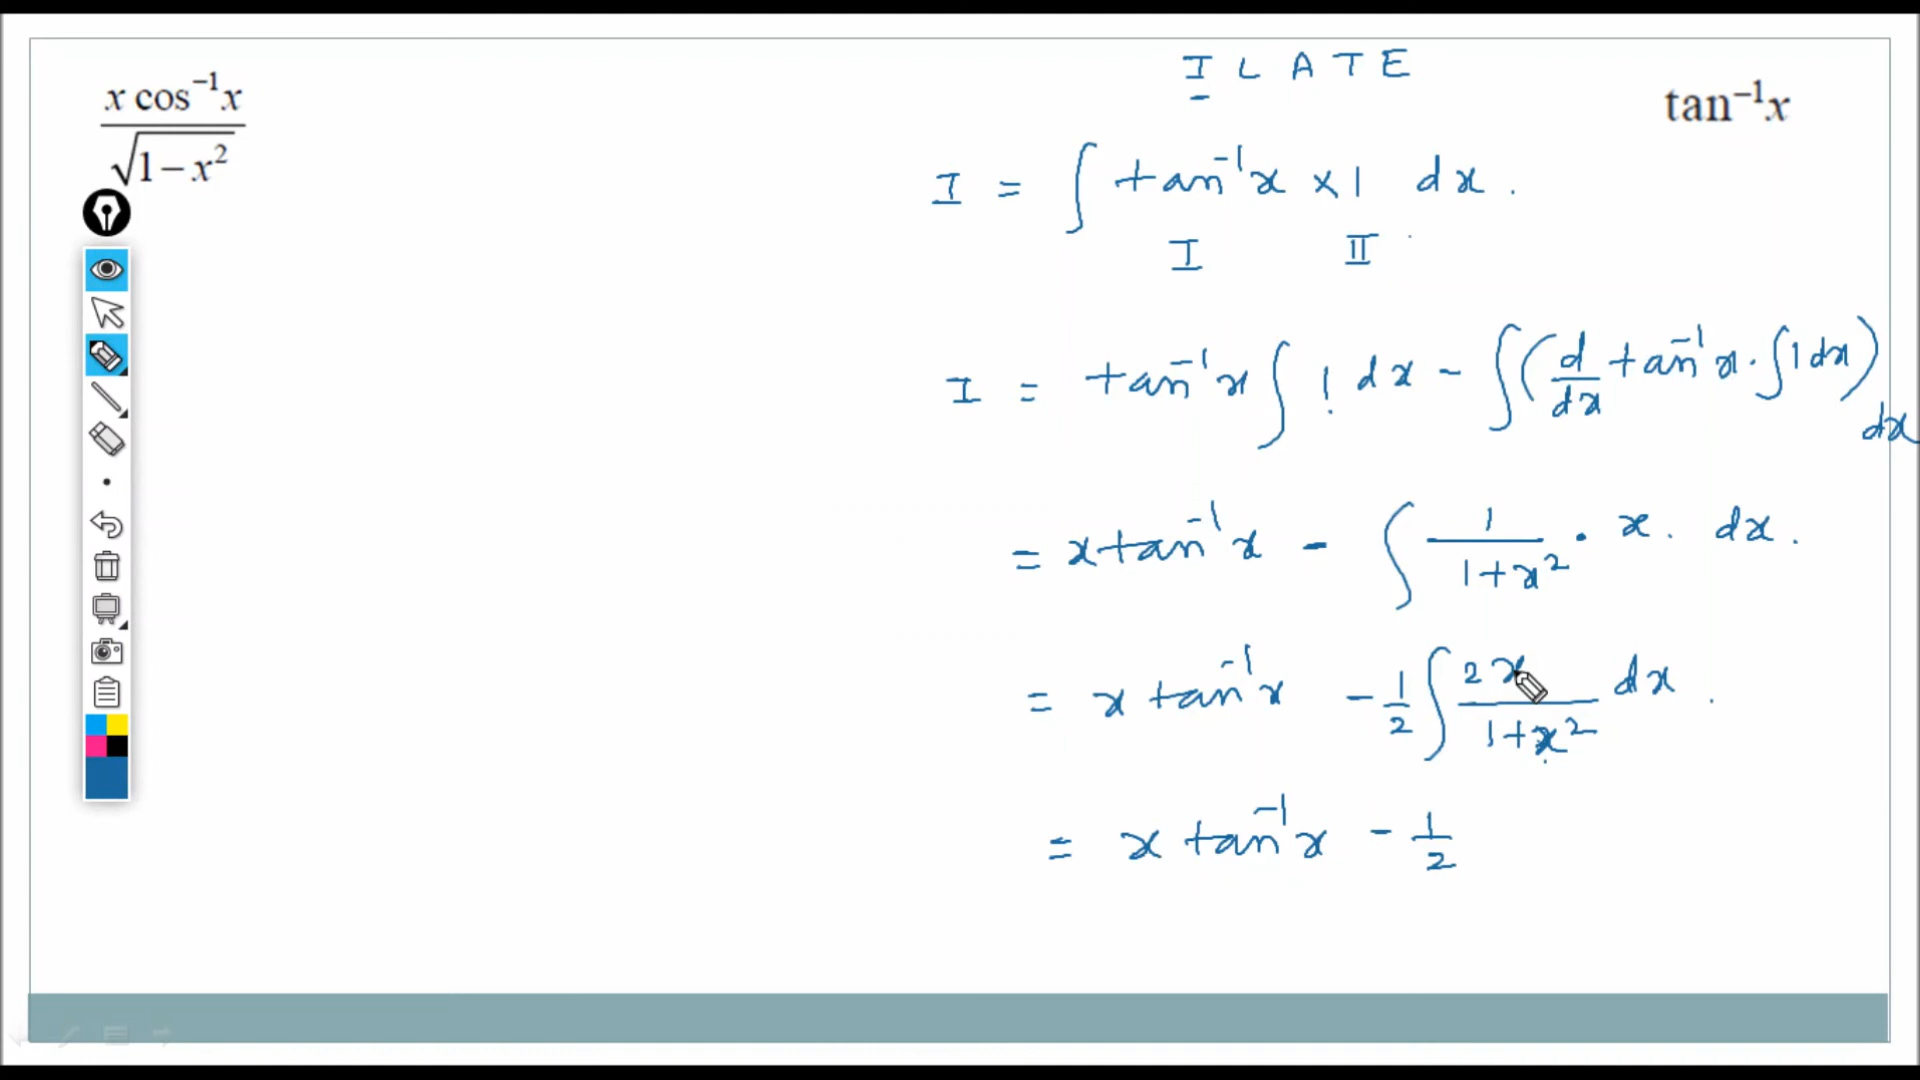 x cos⁻¹x / √(1 − x²)
I L A T E
tan⁻¹x
I = ∫ tan⁻¹x × 1 dx.
I II
I = tan⁻¹x ∫ 1 dx - ∫ (d/dx tan⁻¹x · ∫1 dx) dx
= x tan⁻¹x - ∫ 1/(1+x²) · x. dx.
= x tan⁻¹x - 1/2 ∫ 2x/(1+x²) dx.
= x tan⁻¹x - 1/2